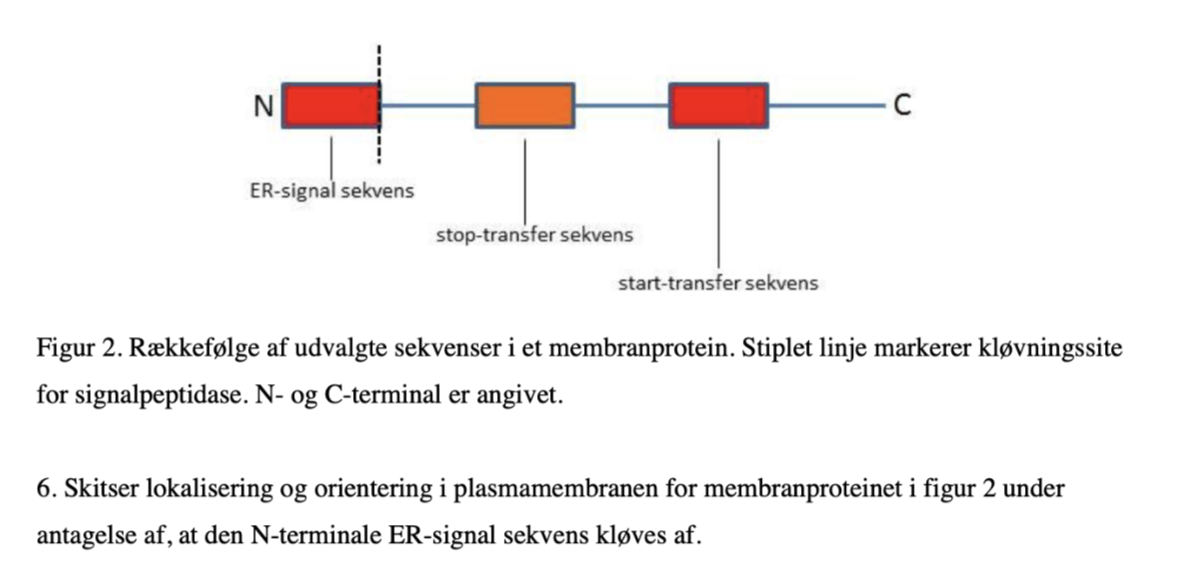 N
C
ER-signal sekvens
stop-transfer sekvens
start-transfer sekvens
Figur 2. Rækkefølge af udvalgte sekvenser i et membranprotein. Stiplet linje markerer kløvningssite
for signalpeptidase. N- og C-terminal er angivet.
6. Skitser lokalisering og orientering i plasmamembranen for membranproteinet i figur 2 under
antagelse af, at den N-terminale ER-signal sekvens kløves af.